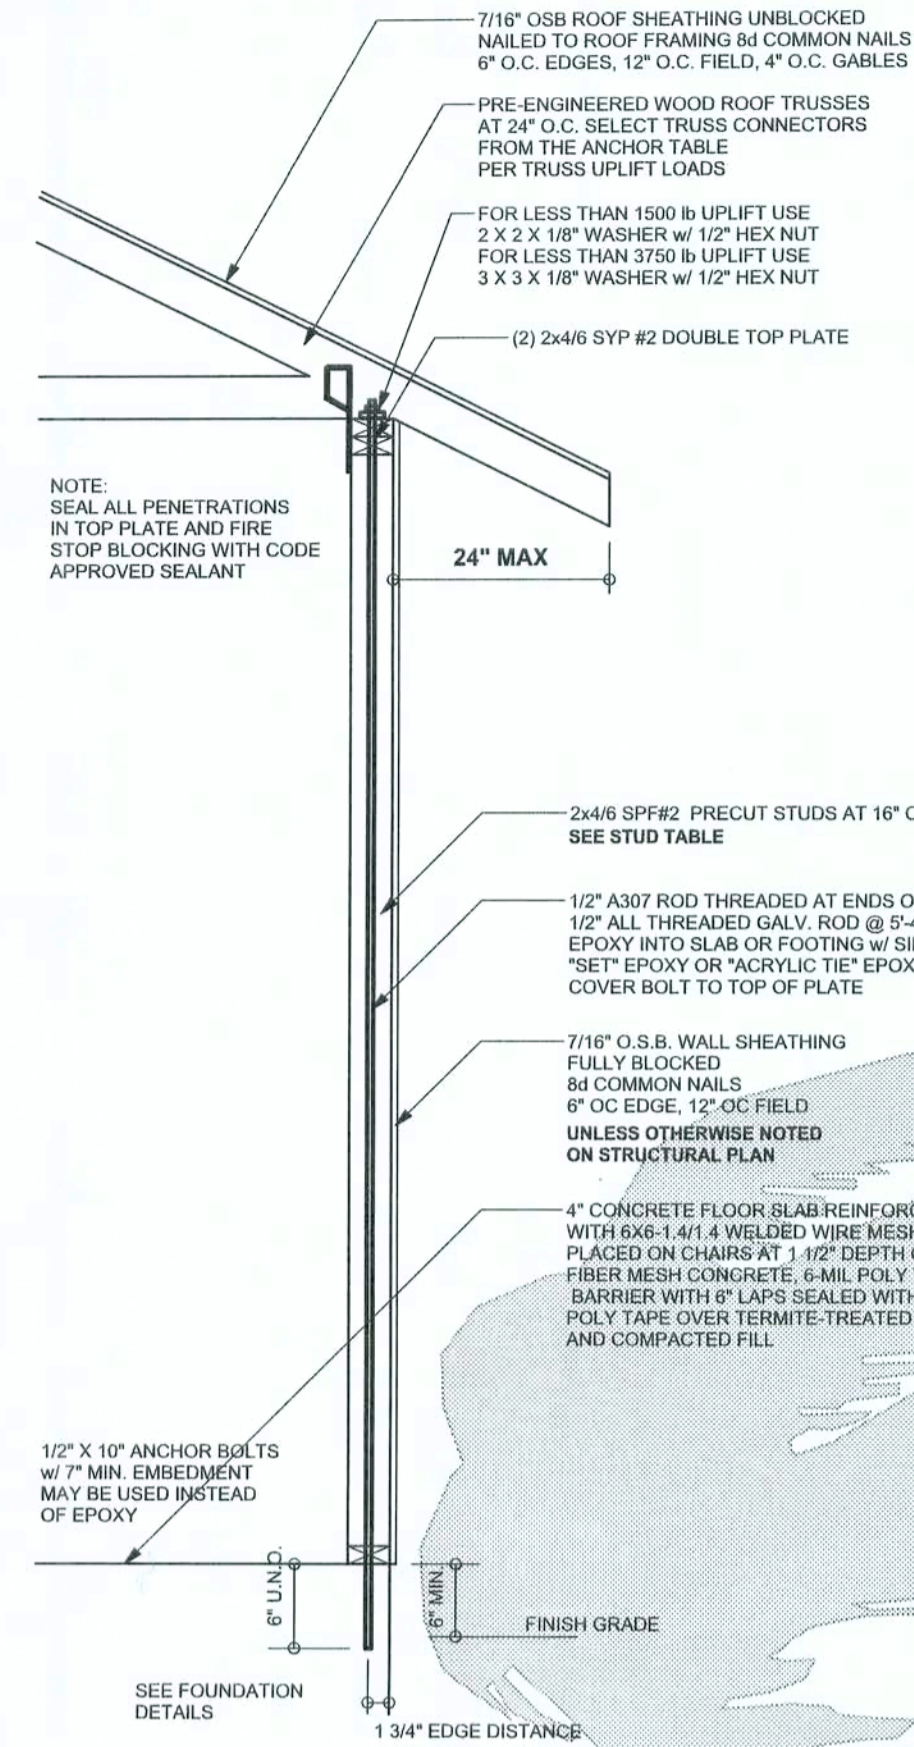 7/16" OSB ROOF SHEATHING UNBLOCKED
NAILED TO ROOF FRAMING 8d COMMON NAILS
6" O.C. EDGES, 12" O.C. FIELD, 4" O.C. GABLES
PRE-ENGINEERED WOOD ROOF TRUSSES
AT 24" O.C. SELECT TRUSS CONNECTORS
FROM THE ANCHOR TABLE
PER TRUSS UPLIFT LOADS
FOR LESS THAN 1500 lb UPLIFT USE
2 X 2 X 1/8" WASHER w/ 1/2" HEX NUT
FOR LESS THAN 3750 lb UPLIFT USE
3 X 3 X 1/8" WASHER w/ 1/2" HEX NUT
(2) 2x4/6 SYP #2 DOUBLE TOP PLATE
NOTE:
SEAL ALL PENETRATIONS
IN TOP PLATE AND FIRE
STOP BLOCKING WITH CODE
APPROVED SEALANT
24" MAX
2x4/6 SPF#2 PRECUT STUDS AT 16"
SEE STUD TABLE
1/2" A307 ROD THREADED AT ENDS
1/2" ALL THREADED GALV. ROD @
EPOXY INTO SLAB OR FOOTING w/
"SET" EPOXY OR "ACRYLIC TIE"
COVER BOLT TO TOP OF PLATE
7/16" O.S.B. WALL SHEATHING
FULLY BLOCKED
8d COMMON NAILS
6" OC EDGE, 12" OC FIELD
UNLESS OTHERWISE NOTED
ON STRUCTURAL PLAN
4" CONCRETE FLOOR SLAB
WITH 6X6-1.4/1.4 WELDED WIRE MESH
PLACED ON CHAIRS AT 1 1/2" DEPTH
FIBER MESH CONCRETE, 6-MIL POLY
BARRIER WITH 6" LAPS SEALED WITH
POLY TAPE OVER TERMITE-TREATED
AND COMPACTED FILL
1/2" X 10" ANCHOR BOLTS
w/ 7" MIN. EMBEDMENT
MAY BE USED INSTEAD
OF EPOXY
6" U.N.O.
6" MIN.
FINISH GRADE
SEE FOUNDATION
DETAILS
1 3/4" EDGE DISTANCE